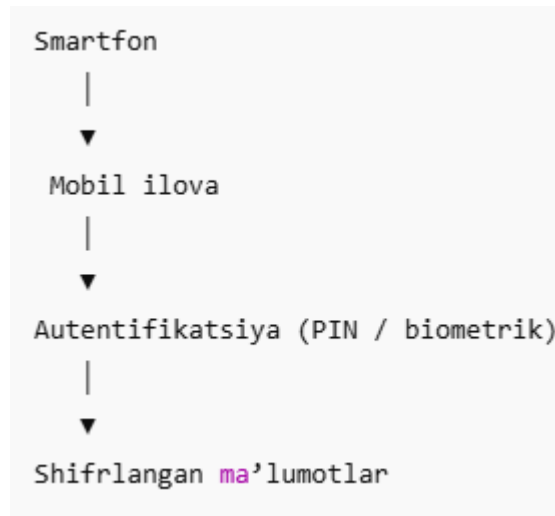 Smartfon
│
▼
Mobil ilova
│
▼
Autentifikatsiya (PIN / biometrik)
│
▼
Shifrlangan ma’lumotlar